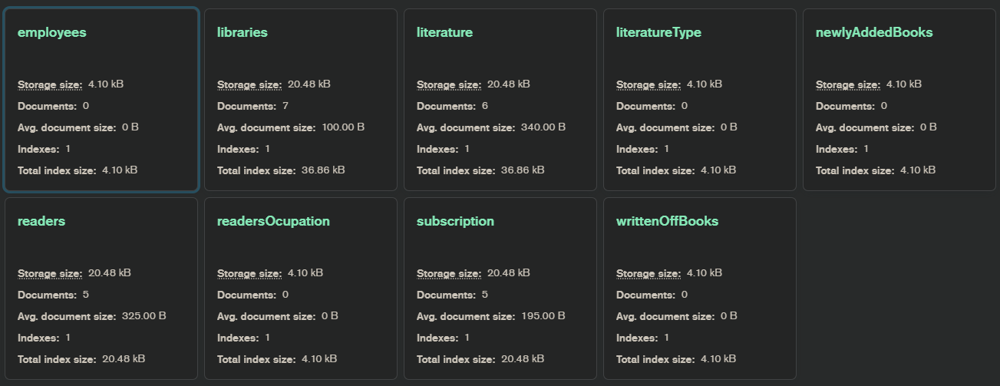 employees
Storage size: 4.10 kB
Documents: 0
Avg. document size: 0 B
Indexes: 1
Total index size: 4.10 kB
libraries
Storage size: 20.48 kB
Documents: 7
Avg. document size: 100.00 B
Indexes: 1
Total index size: 36.86 kB
literature
Storage size: 20.48 kB
Documents: 6
Avg. document size: 340.00 B
Indexes: 1
Total index size: 36.86 kB
literatureType
Storage size: 4.10 kB
Documents: 0
Avg. document size: 0 B
Indexes: 1
Total index size: 4.10 kB
newlyAddedBooks
Storage size: 4.10 kB
Documents: 0
Avg. document size: 0 B
Indexes: 1
Total index size: 4.10 kB
readers
Storage size: 20.48 kB
Documents: 5
Avg. document size: 325.00 B
Indexes: 1
Total index size: 20.48 kB
readersOcupation
Storage size: 4.10 kB
Documents: 0
Avg. document size: 0 B
Indexes: 1
Total index size: 4.10 kB
subscription
Storage size: 20.48 kB
Documents: 5
Avg. document size: 195.00 B
Indexes: 1
Total index size: 20.48 kB
writtenOffBooks
Storage size: 4.10 kB
Documents: 0
Avg. document size: 0 B
Indexes: 1
Total index size: 4.10 kB